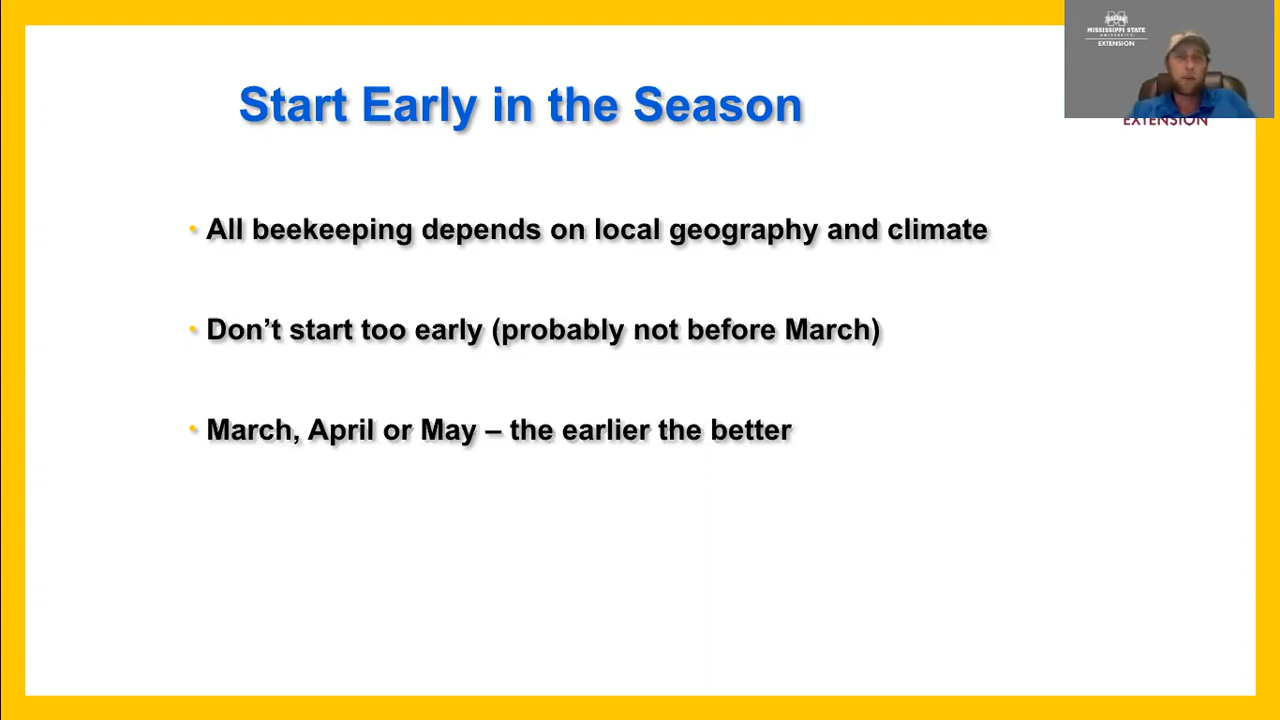 MISSISSIPPI STATE
UNIVERSITY
EXTENSION
EXTENSION
Start Early in the Season
• All beekeeping depends on local geography and climate
• Don’t start too early (probably not before March)
• March, April or May – the earlier the better